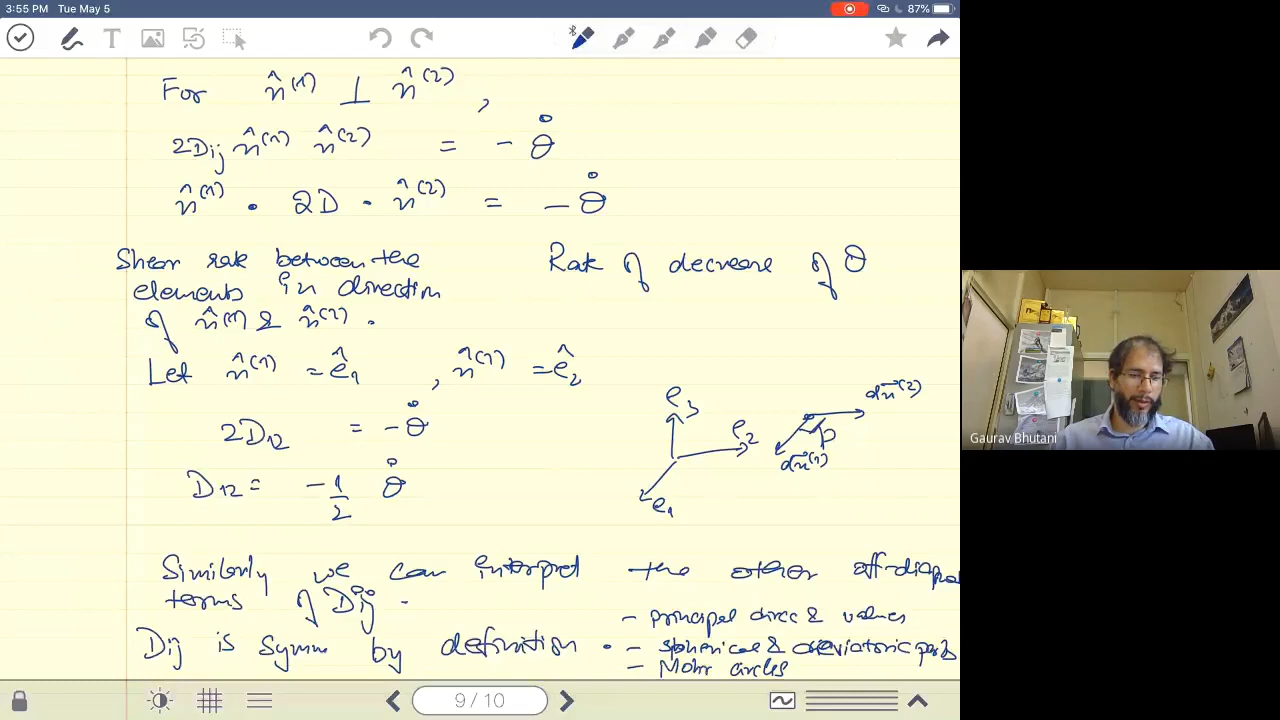 3:55 PM Tue May 5
87%
For n̂⁽¹⁾ ⊥ n̂⁽²⁾ ,
2Dij n̂⁽¹⁾ n̂⁽²⁾ = - θ̇
n̂⁽¹⁾ · 2D · n̂⁽²⁾ = - θ̇
Shear rate between the
elements in direction
of n̂⁽¹⁾ & n̂⁽²⁾ .
Rate of decrease of θ
Let n̂⁽¹⁾ = ê₁ , n̂⁽²⁾ = ê₂
2D₁₂ = - θ̇
D₁₂ = - 1/2 θ̇
e₃
e₂
e₁
dx⃗⁽²⁾
P
dx⃗⁽¹⁾
Similarly we can interpret the other off-diagonal
terms of Dij .
Dij is symm by definition .
- principal direc & values
- spherical & deviatoric parts
- Mohr circles
9 / 10
Gaurav Bhutani